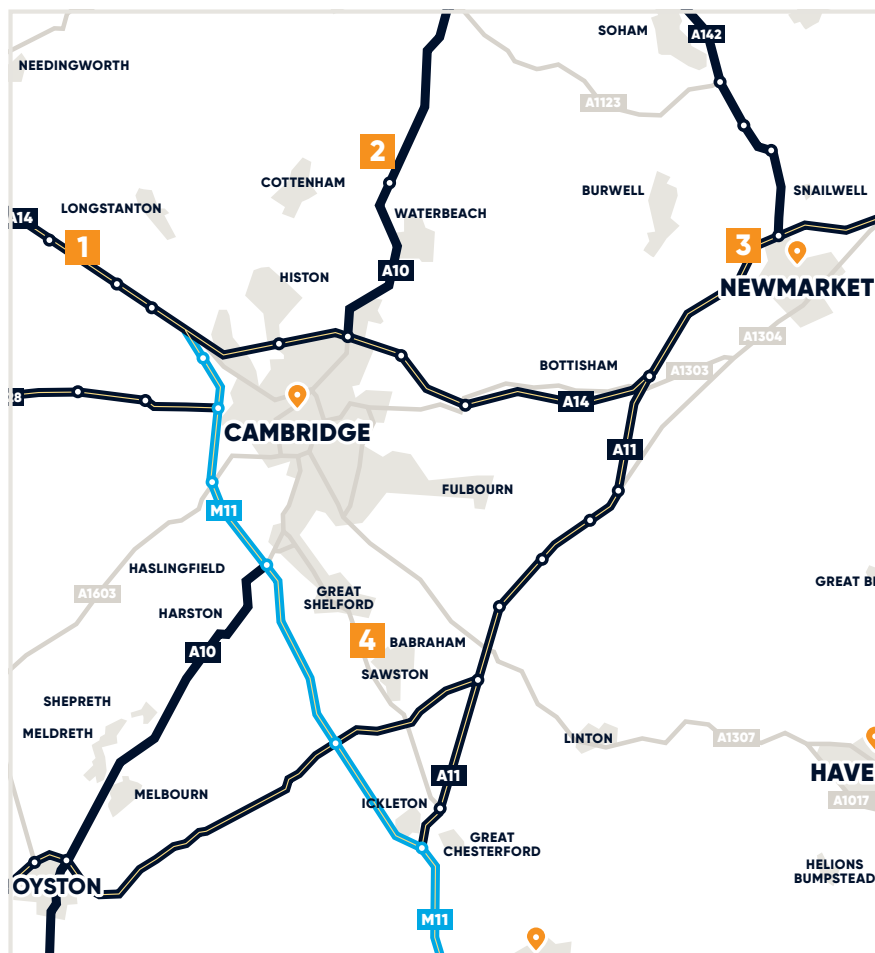 SOHAM
A142
NEEDINGWORTH
A1123
2
COTTENHAM
BURWELL
SNAILWELL
LONGSTANTON
WATERBEACH
A14
1
3
HISTON
A10
NEWMARKET
A1304
BOTTISHAM
A1303
8
A14
CAMBRIDGE
A11
FULBOURN
M11
HASLINGFIELD
GREAT
SHELFORD
GREAT B
A1603
HARSTON
4
BABRAHAM
A10
SAWSTON
SHEPRETH
MELDRETH
LINTON
A1307
HAVE
A11
MELBOURN
ICKLETON
A1017
GREAT
CHESTERFORD
HELIONS
BUMPSTEAD
OYSTON
M11